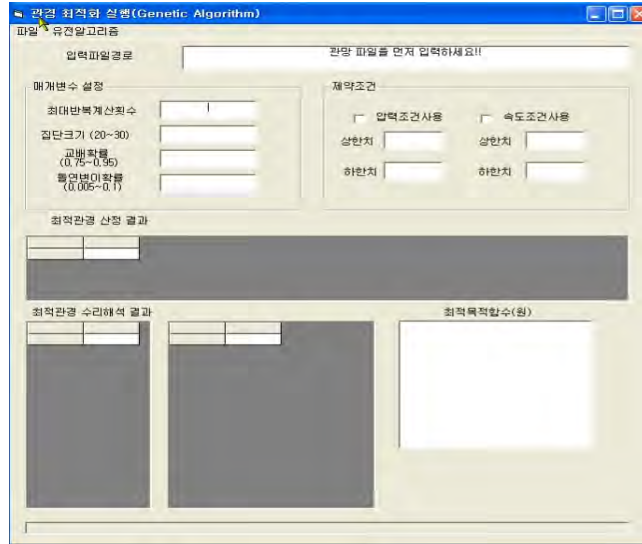 관경 최적화 실행(Genetic Algorithm)
파일 유전알고리즘
입력파일경로
관망 파일를 먼저 입력하세요!!
매개변수 설정
최대반복계산횟수
집단크기 (20~30)
교배확률
(0.75~0.95)
돌연변이확률
(0.005~0.1)
제약조건
압력조건사용 속도조건사용
상한치 상한치
하한치 하한치
최적관경 산정 결과
최적관경 수리해석 결과
최적목적함수(원)